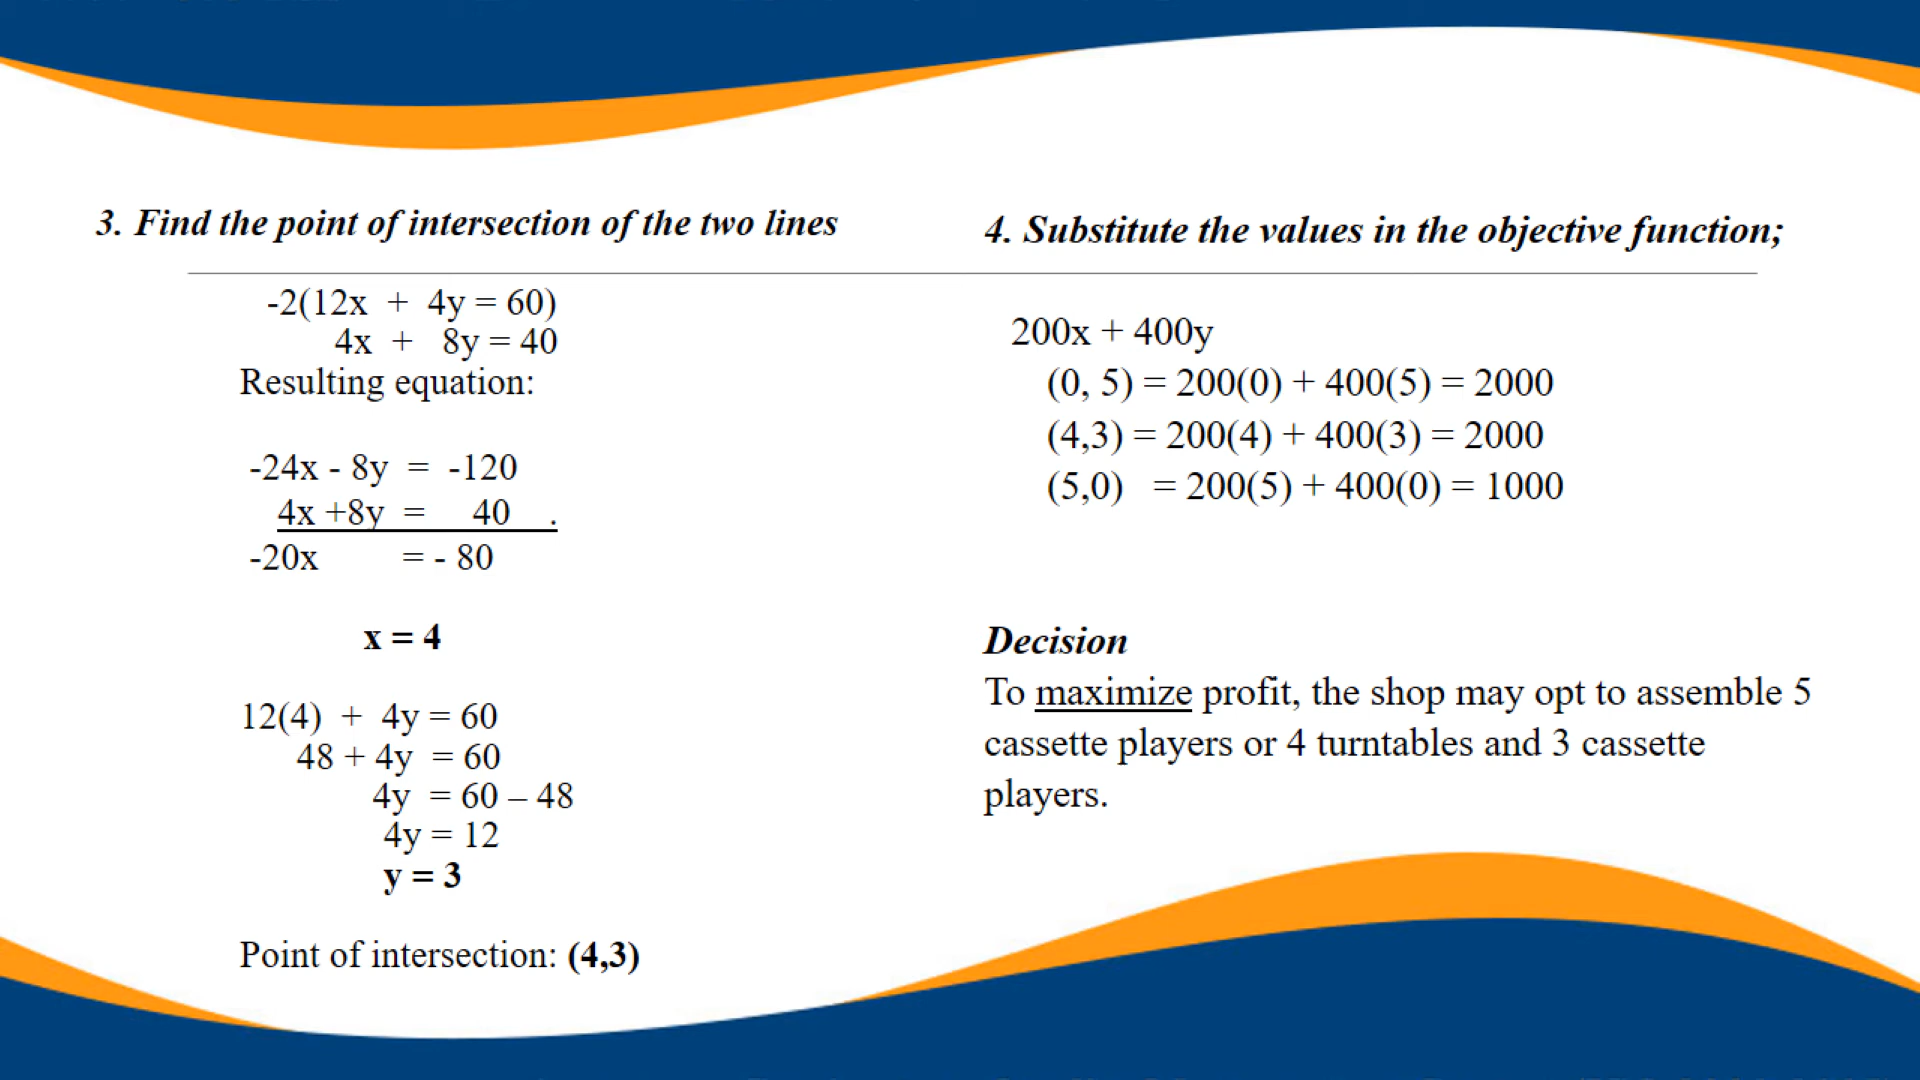 3. Find the point of intersection of the two lines
-2(12x + 4y = 60)
4x + 8y = 40
Resulting equation:
-24x - 8y = -120
4x +8y = 40 .
-20x = - 80
x = 4
12(4) + 4y = 60
48 + 4y = 60
4y = 60 – 48
4y = 12
y = 3
Point of intersection: (4,3)
4. Substitute the values in the objective function;
200x + 400y
(0, 5) = 200(0) + 400(5) = 2000
(4,3) = 200(4) + 400(3) = 2000
(5,0) = 200(5) + 400(0) = 1000
Decision
To maximize profit, the shop may opt to assemble 5
cassette players or 4 turntables and 3 cassette
players.